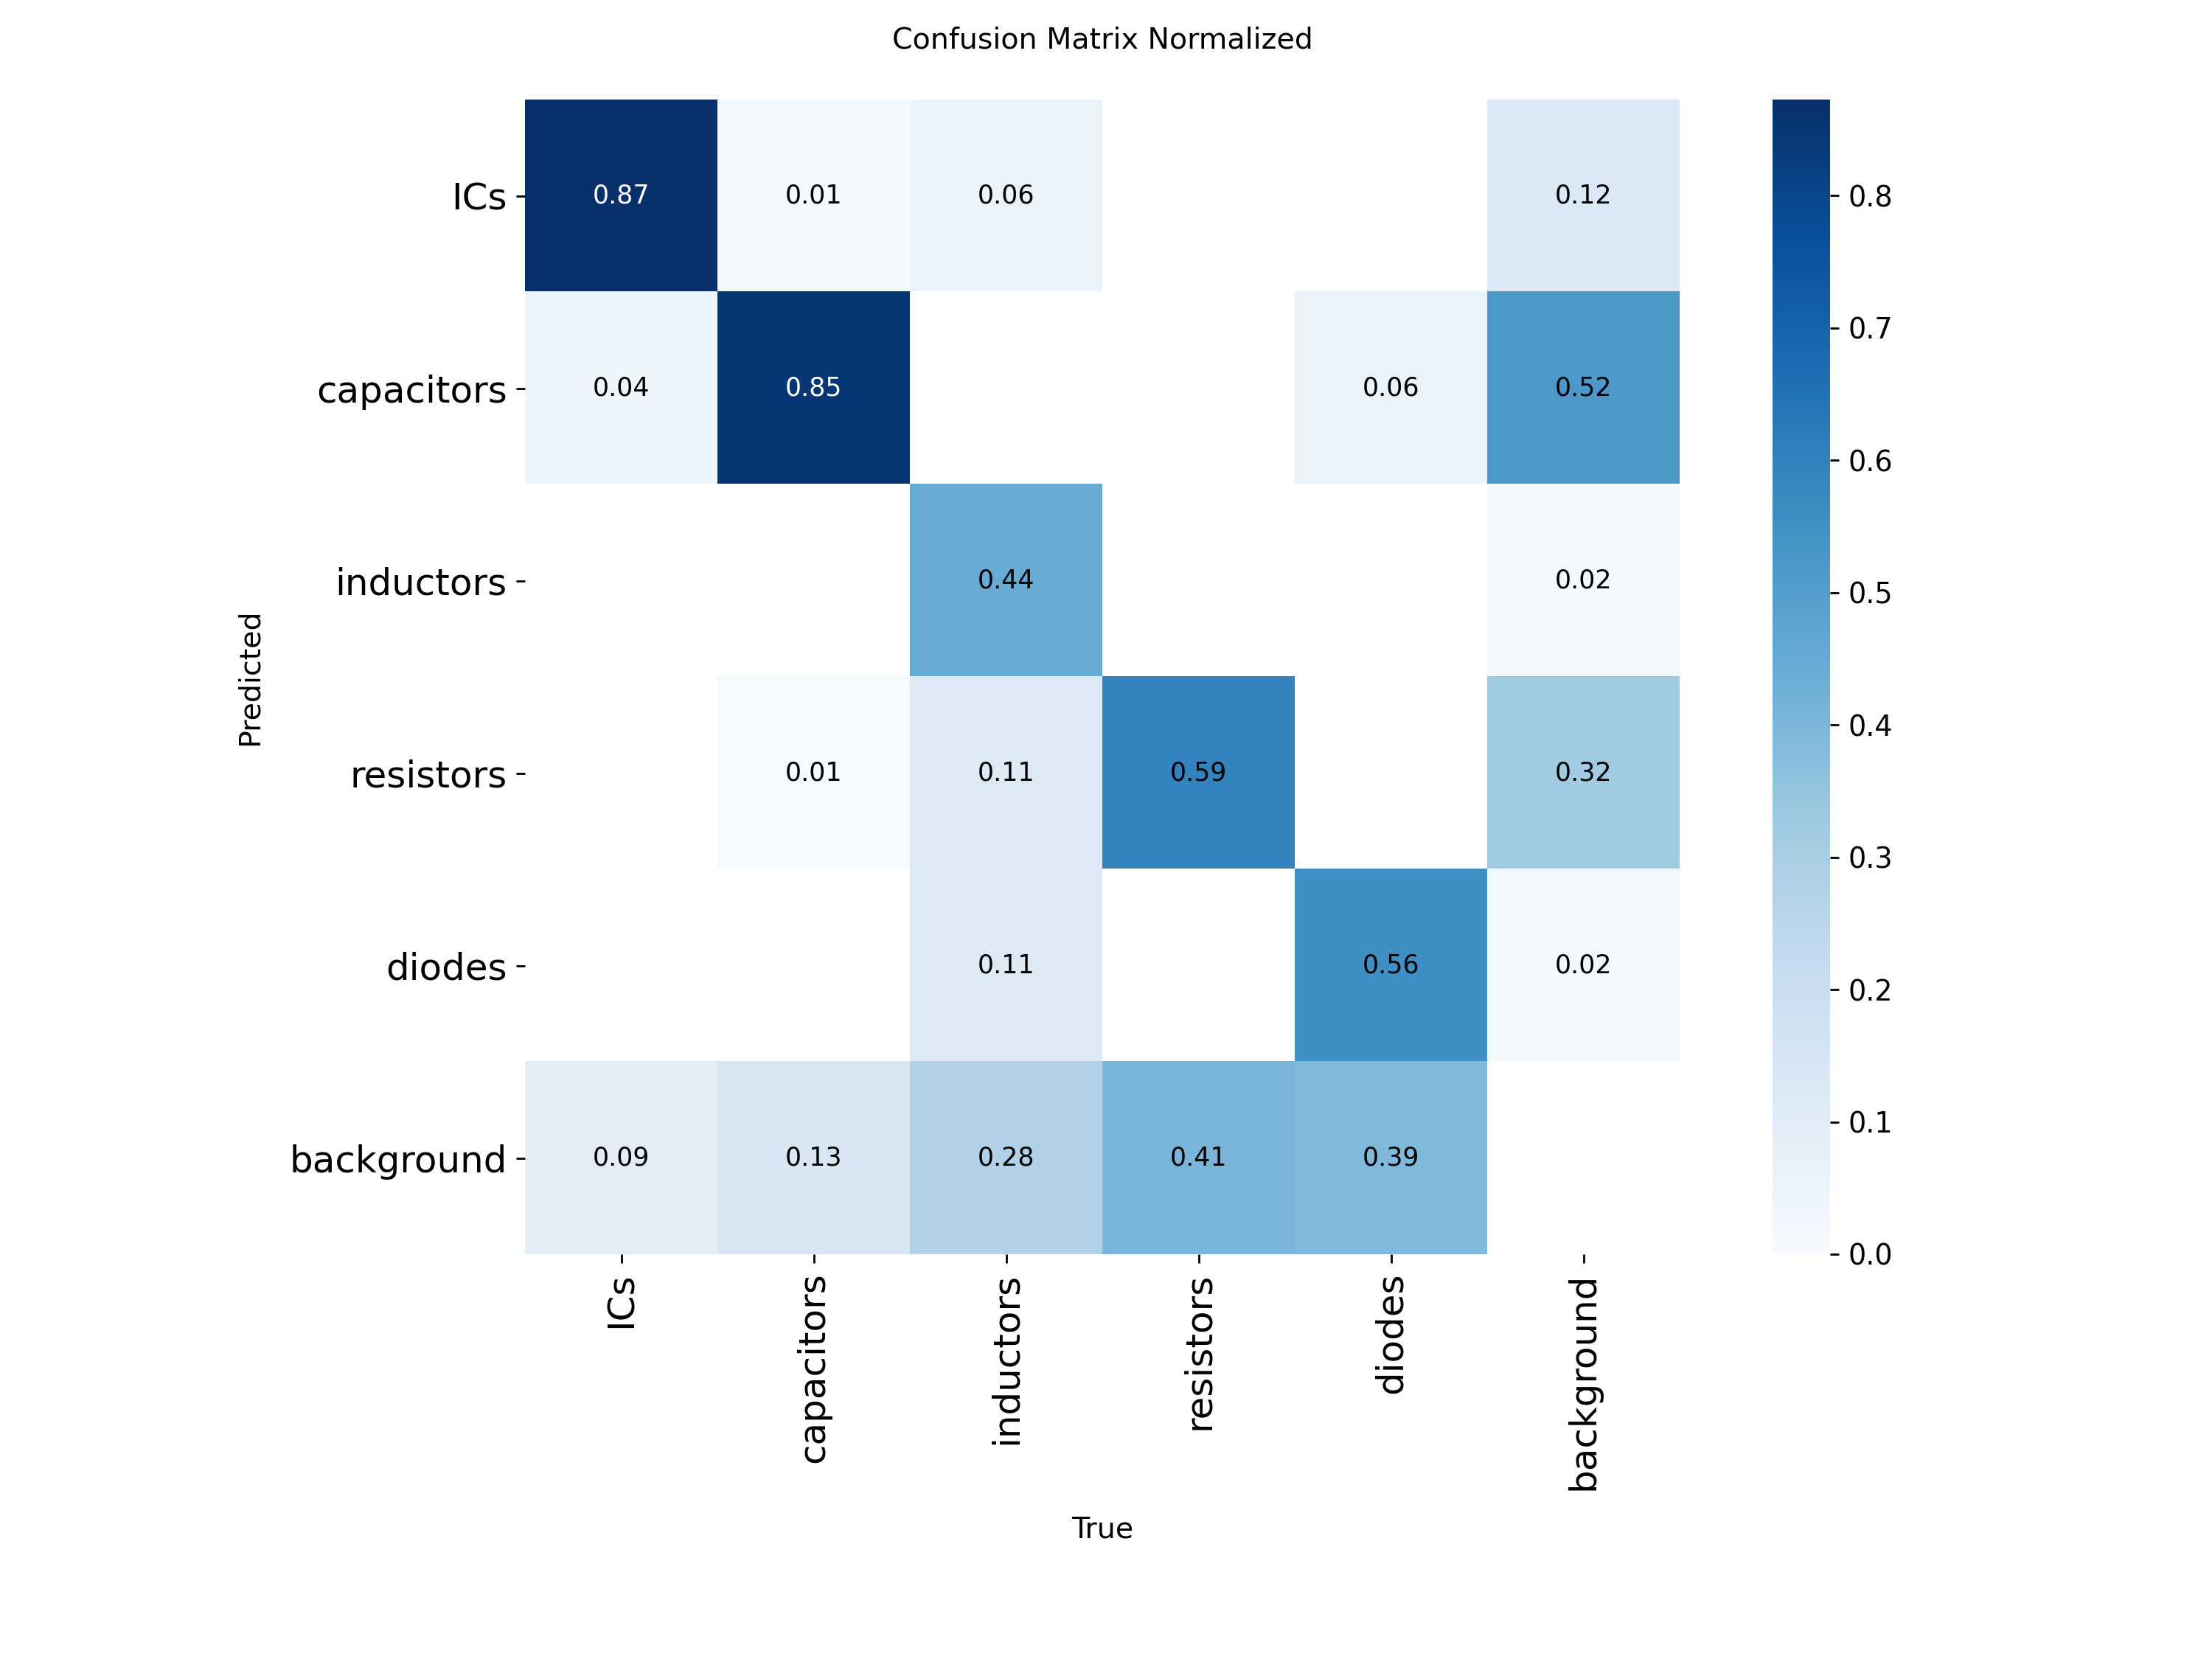 Confusion Matrix Normalized
ICs
0.87
0.01
0.06
0.12
capacitors
0.04
0.85
0.06
0.52
inductors
0.44
0.02
resistors
0.01
0.11
0.59
0.32
diodes
0.11
0.56
0.02
background
0.09
0.13
0.28
0.41
0.39
Predicted
ICs
capacitors
inductors
resistors
diodes
background
True
0.8
0.7
0.6
0.5
0.4
0.3
0.2
0.1
0.0